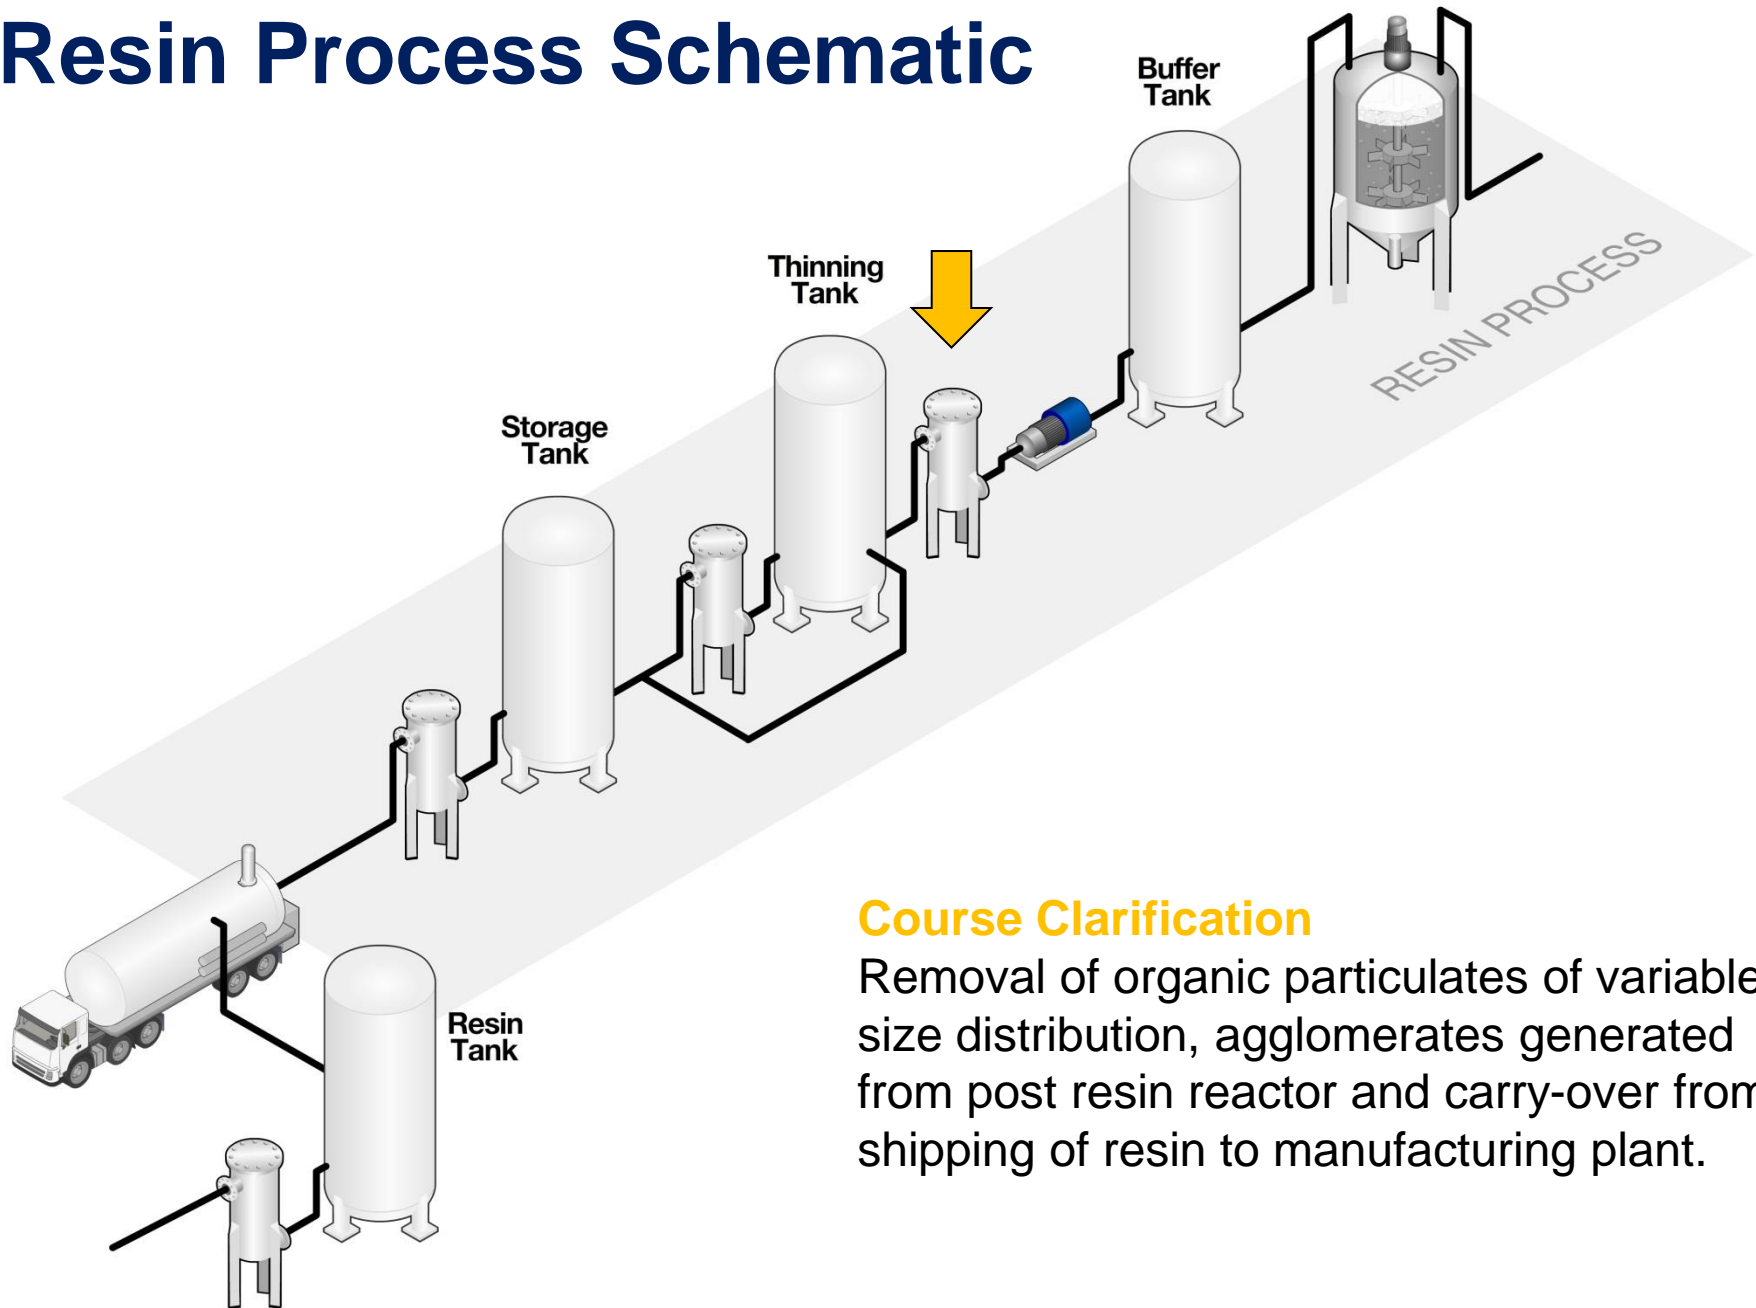 Resin Process Schematic
Buffer
Tank
Thinning
Tank
RESIN PROCESS
Storage
Tank
Course Clarification
Removal of organic particulates of variable
size distribution, agglomerates generated
from post resin reactor and carry-over from
shipping of resin to manufacturing plant.
Resin
Tank